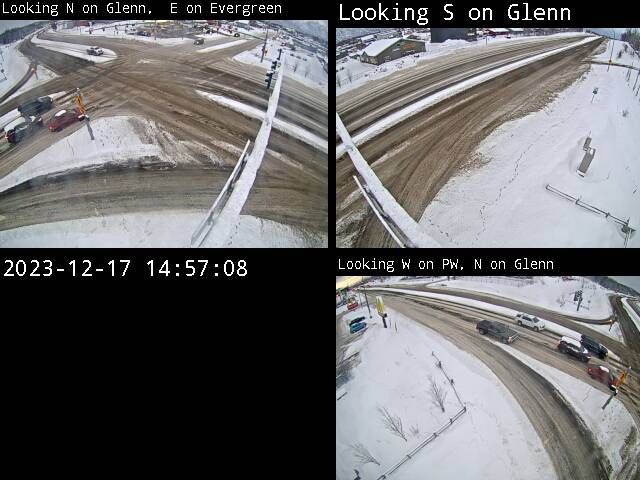 Looking N on Glenn,  E on Evergreen
Looking S on Glenn
2023-12-17 14:57:08
Looking W on PW, N on Glenn